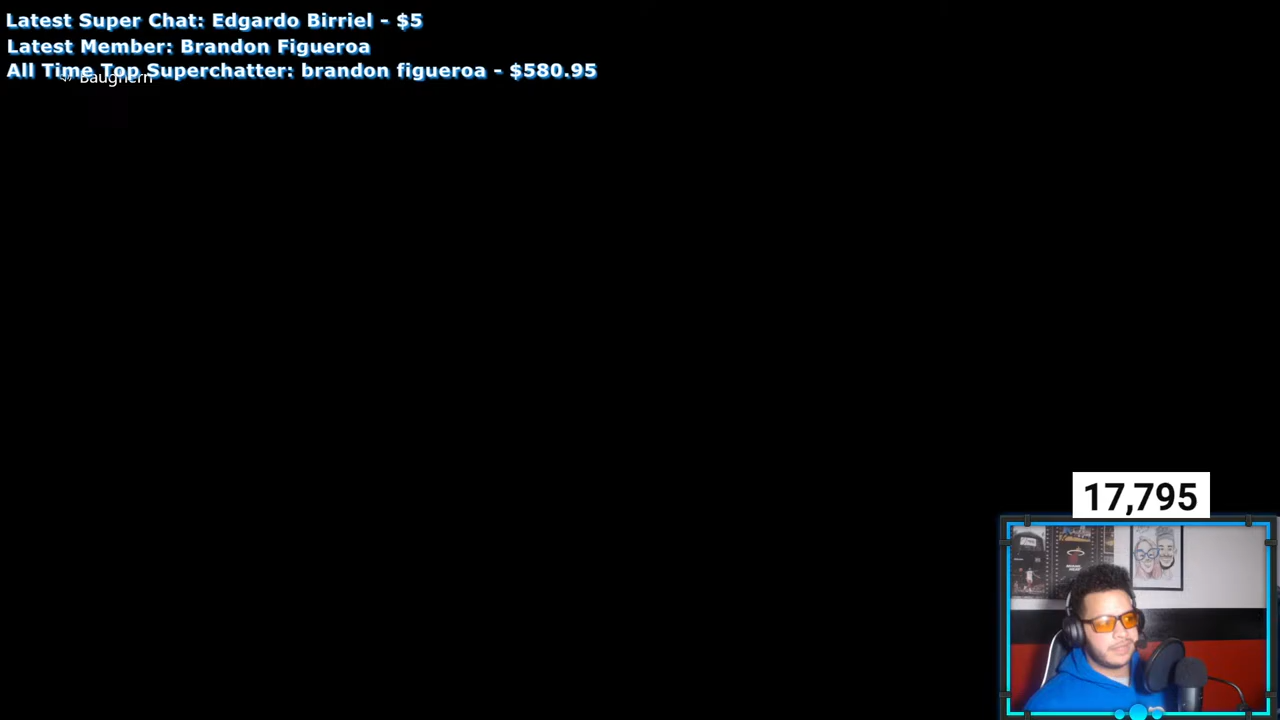 Latest Super Chat: Edgardo Birriel - $5
Latest Member: Brandon Figueroa
All Time Top Superchatter: brandon figueroa - $580.95
Baughern
17,795